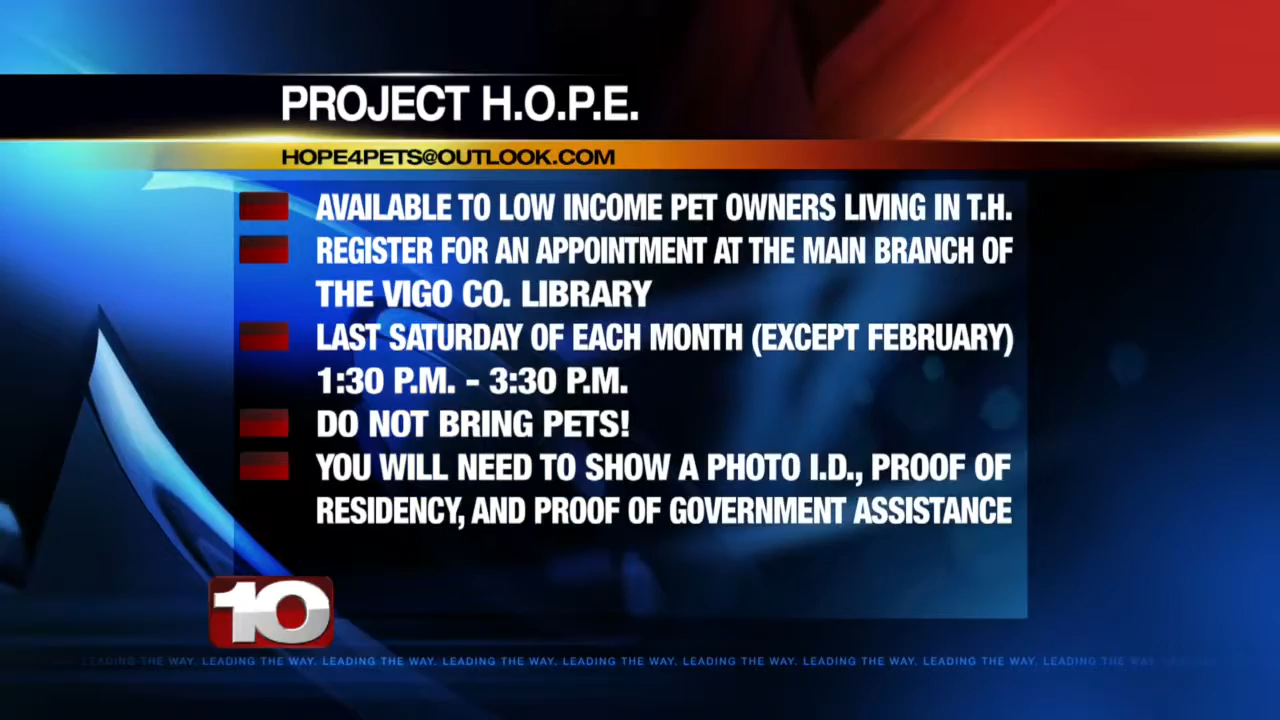 PROJECT H.O.P.E.
HOPE4PETS@OUTLOOK.COM
AVAILABLE TO LOW INCOME PET OWNERS LIVING IN T.H.
REGISTER FOR AN APPOINTMENT AT THE MAIN BRANCH OF
THE VIGO CO. LIBRARY
LAST SATURDAY OF EACH MONTH (EXCEPT FEBRUARY)
1:30 P.M. - 3:30 P.M.
DO NOT BRING PETS!
YOU WILL NEED TO SHOW A PHOTO I.D., PROOF OF
RESIDENCY, AND PROOF OF GOVERNMENT ASSISTANCE
10
LEADING THE WAY. LEADING THE WAY. LEADING THE WAY. LEADING THE WAY. LEADING THE WAY. LEADING THE WAY. LEADING THE WAY. LEADING THE WAY. LEADING THE WAY.